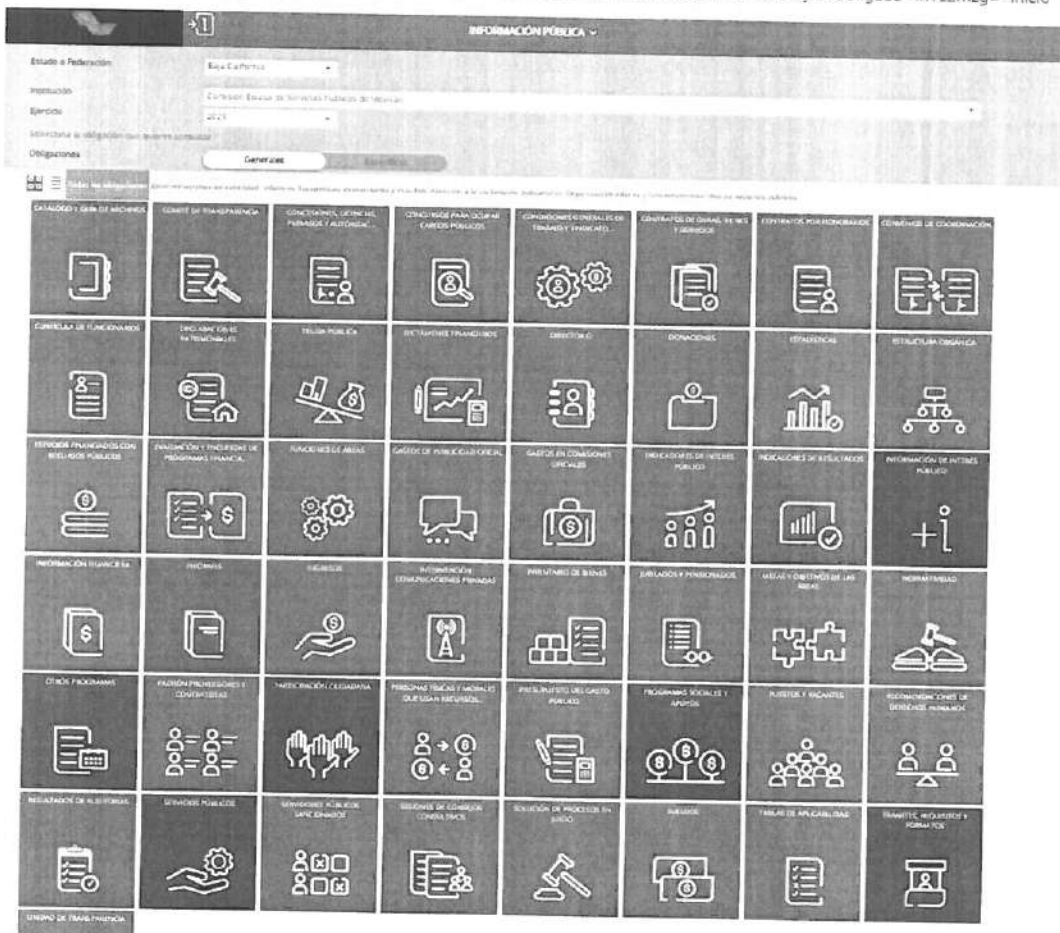 INFORMACIÓN PÚBLICA
Estado o Federación
Baja California
Institución
Ejercicio
Obligaciones
Generales
CATÁLOGO Y GUÍA DE ARCHIVOS
COMITÉ DE TRANSPARENCIA
CONCESIONES, LICENCIAS,
PERMISOS Y AUTORIZAC...
CONCURSOS PARA OCUPAR
CARGOS PÚBLICOS
CONDICIONES GENERALES DE
TRABAJO Y SINDICATO...
CONTRATOS DE OBRAS, BIENES
Y SERVICIOS
CONTRATOS POR HONORARIOS
CONVENIOS DE COORDINACIÓN
CURRÍCULA DE FUNCIONARIOS
DECLARACIONES
PATRIMONIALES
DEUDA PÚBLICA
DICTÁMENES FINANCIEROS
DIRECTORIO
DONACIONES
ESTADÍSTICAS
ESTRUCTURA ORGÁNICA
ESTUDIOS FINANCIADOS CON
RECURSOS PÚBLICOS
EVALUACIÓN Y ENCUESTAS DE
PROGRAMAS FINANCIA...
FUNCIONES DE ÁREAS
GASTOS DE PUBLICIDAD OFICIAL
GASTOS EN COMISIONES
OFICIALES
INDICADORES DE INTERÉS
PÚBLICO
INDICADORES DE RESULTADOS
INFORMACIÓN DE INTERÉS
PÚBLICO
INFORMACIÓN FINANCIERA
INFORMES
INGRESOS
INTERVENCIÓN
COMUNICACIONES PRIVADAS
INVENTARIO DE BIENES
JUBILADOS Y PENSIONADOS
METAS Y OBJETIVOS DE LAS
ÁREAS
NORMATIVIDAD
OTROS PROGRAMAS
PADRÓN PROVEEDORES Y
CONTRATISTAS
PARTICIPACIÓN CIUDADANA
PERSONAS FÍSICAS Y MORALES
QUE USAN RECURSOS...
PRESUPUESTO DEL GASTO
PÚBLICO
PROGRAMAS SOCIALES Y
APOYOS
PUESTOS Y VACANTES
RECOMENDACIONES DE
DERECHOS HUMANOS
RESULTADOS DE AUDITORÍAS
SERVICIOS PÚBLICOS
SERVIDORES PÚBLICOS
SANCIONADOS
SESIONES DE CONSEJOS
CONSULTIVOS
SOLUCIÓN DE PROCESOS EN
JUICIO
SUELDOS
TABLAS DE APLICABILIDAD
TRÁMITES, REQUISITOS Y
FORMATOS
UNIDAD DE TRANSPARENCIA